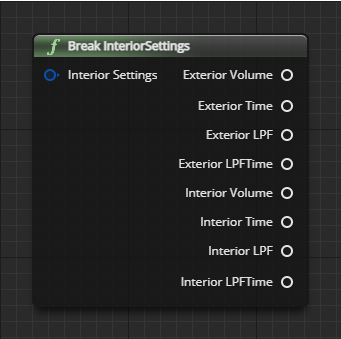 Break InteriorSettings
Interior Settings Exterior Volume
Exterior Time
Exterior LPF
Exterior LPFTime
Interior Volume
Interior Time
Interior LPF
Interior LPFTime